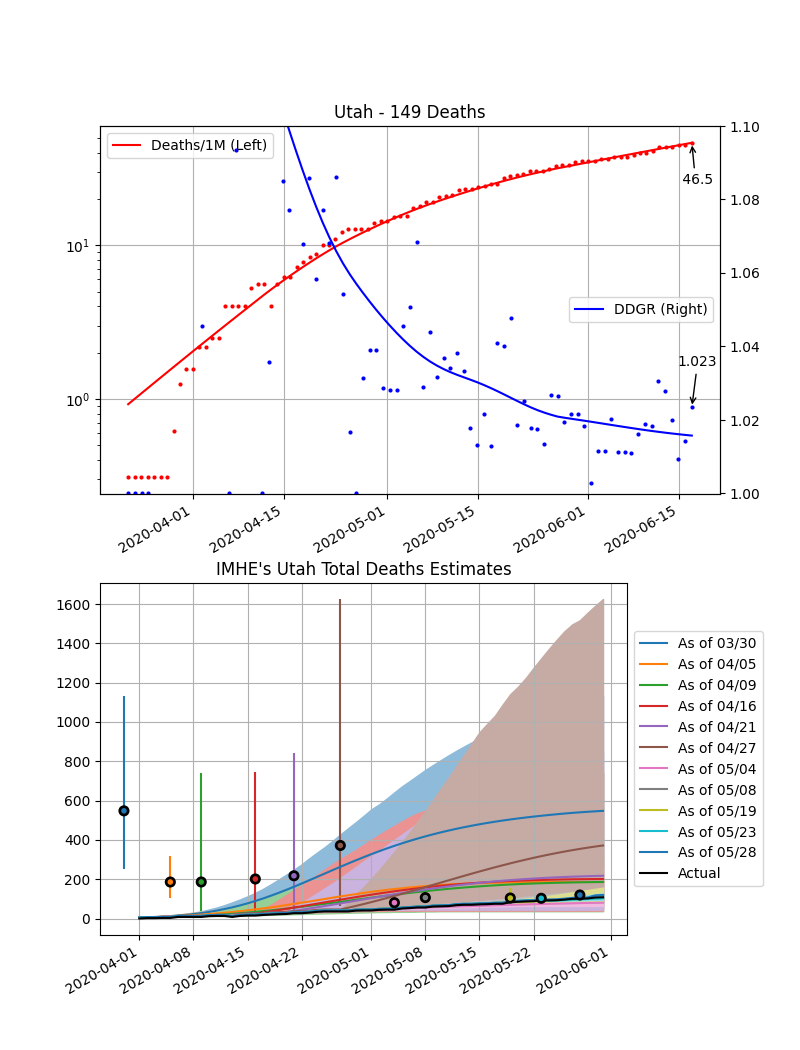 Utah - 149 Deaths
Deaths/1M (Left)
DDGR (Right)
46.5
1.023
10^1
10^0
1.10
1.08
1.06
1.04
1.02
1.00
2020-04-01
2020-04-15
2020-05-01
2020-05-15
2020-06-01
2020-06-15
IMHE's Utah Total Deaths Estimates
1600
1400
1200
1000
800
600
400
200
0
2020-04-01
2020-04-08
2020-04-15
2020-04-22
2020-05-01
2020-05-08
2020-05-15
2020-05-22
2020-06-01
As of 03/30
As of 04/05
As of 04/09
As of 04/16
As of 04/21
As of 04/27
As of 05/04
As of 05/08
As of 05/19
As of 05/23
As of 05/28
Actual